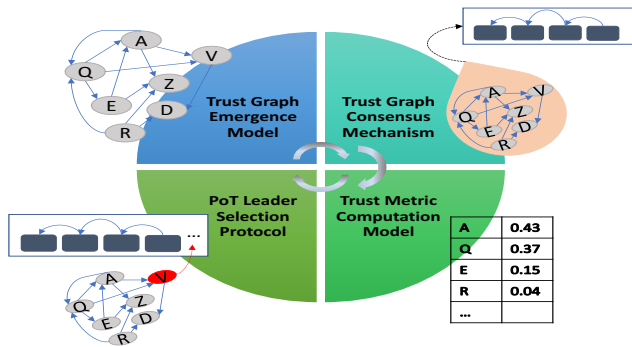 A
V
Q
Z
E
D
R
Trust Graph
Emergence
Model
Trust Graph
Consensus
Mechanism
A
V
Q
Z
E
D
R
PoT Leader
Selection
Protocol
Trust Metric
Computation
Model
...
A
V
Q
Z
E
D
R
A 0.43
Q 0.37
E 0.15
R 0.04
...